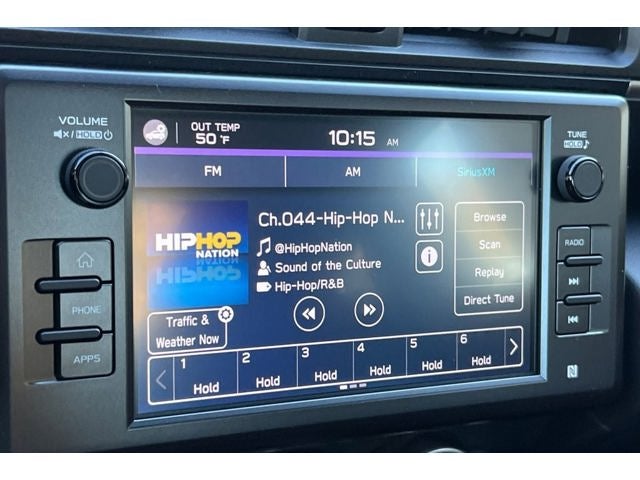 VOLUME
/ HOLD
OUT TEMP
50 °F
10:15 AM
TUNE
HOLD
FM
AM
SiriusXM
HIPHOP
NATION
Ch.044-Hip-Hop N...
@HipHopNation
Sound of the Culture
Hip-Hop/R&B
Browse
Scan
Replay
Direct Tune
RADIO
PHONE
APPS
Traffic &
Weather Now
1 Hold
2 Hold
3 Hold
4 Hold
5 Hold
6 Hold